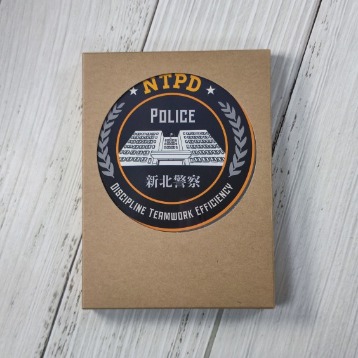 NTPD
POLICE
新北警察
DISCIPLINE TEAMWORK EFFICIENCY